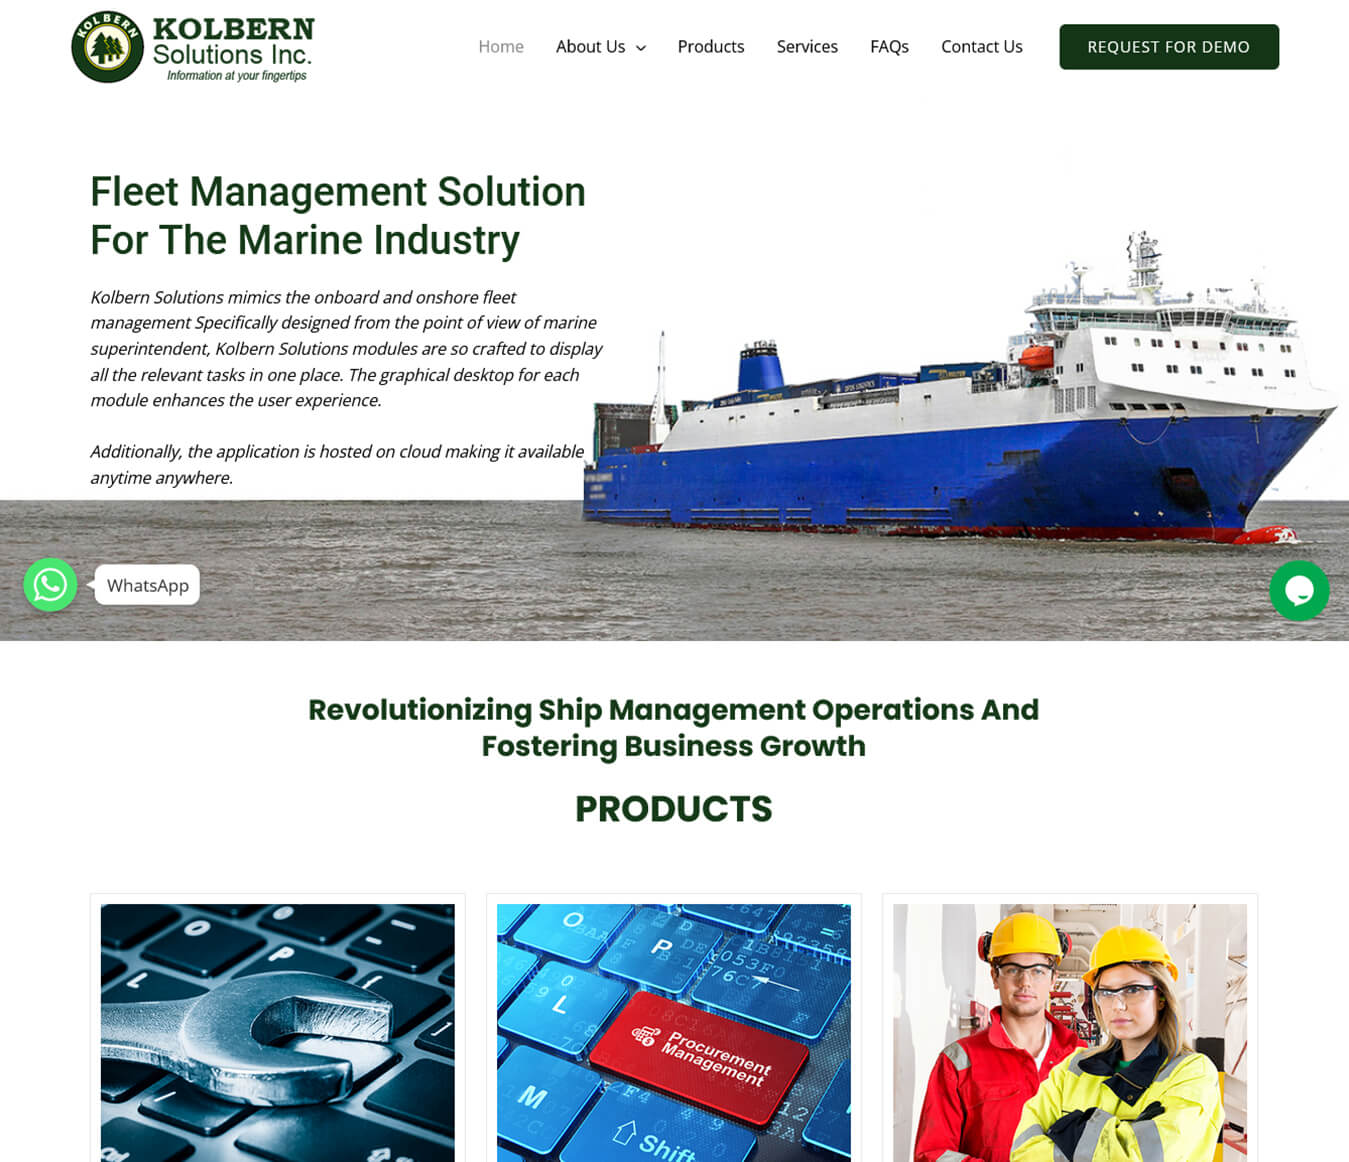 KOLBERN
KOLBERN
Solutions Inc.
Information at your fingertips
Home
About Us
Products
Services
FAQs
Contact Us
REQUEST FOR DEMO
Fleet Management Solution
For The Marine Industry
Kolbern Solutions mimics the onboard and onshore fleet
management Specifically designed from the point of view of marine
superintendent, Kolbern Solutions modules are so crafted to display
all the relevant tasks in one place. The graphical desktop for each
module enhances the user experience.
Additionally, the application is hosted on cloud making it available
anytime anywhere.
WhatsApp
Revolutionizing Ship Management Operations And
Fostering Business Growth
PRODUCTS
O
P
L
O
P
L
M
Procurement
Management
Shift